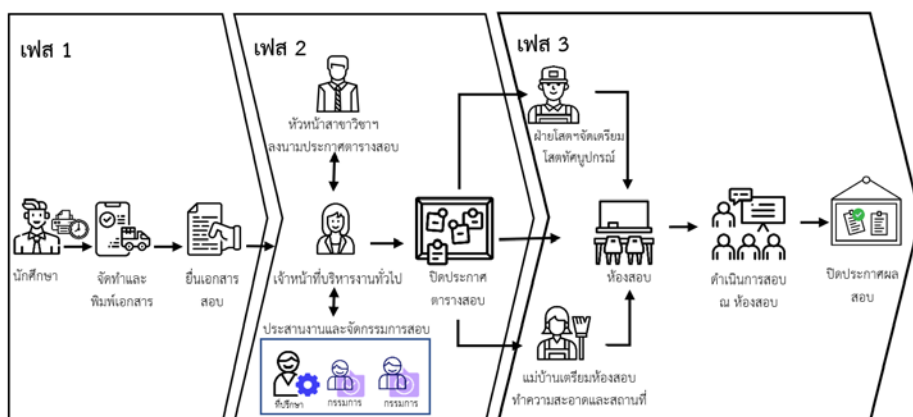 เฟส 1
เฟส 2
เฟส 3
หัวหน้าสาขาวิชาฯ
ลงนามประกาศตารางสอบ
ฝ่ายโสตฯจัดเตรียม
โสตทัศนูปกรณ์
นักศึกษา
จัดทำและ
พิมพ์เอกสาร
ยื่นเอกสาร
สอบ
เจ้าหน้าที่บริหารงานทั่วไป
ปิดประกาศ
ตารางสอบ
ห้องสอบ
ดำเนินการสอบ
ณ ห้องสอบ
ปิดประกาศผล
สอบ
ประสานงานและจัดกรรมการสอบ
ที่ปรึกษา
กรรมการ
กรรมการ
แม่บ้านเตรียมห้องสอบ
ทำความสะอาดและสถานที่